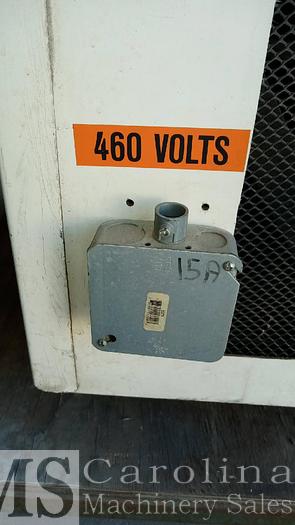 460 VOLTS
15A
MS Carolina
Machinery Sales